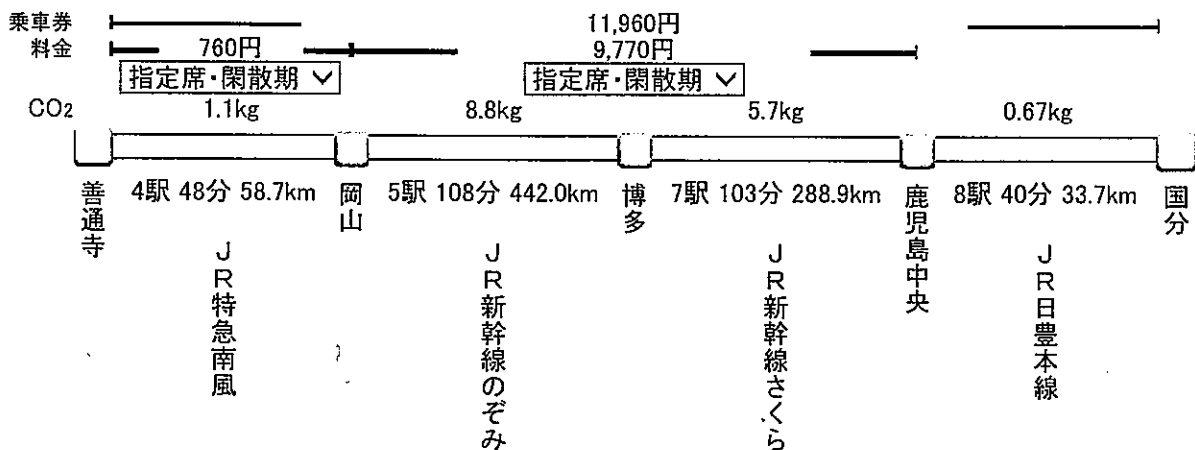 乗車券 11,960円
料金 760円 9,770円
指定席・閑散期 指定席・閑散期
CO2 1.1kg 8.8kg 5.7kg 0.67kg
善通寺 4駅 48分 58.7km 岡山 5駅 108分 442.0km 博多 7駅 103分 288.9km 鹿児島中央 8駅 40分 33.7km 国分
JR特急南風 JR新幹線のぞみ JR新幹線さくら JR日豊本線